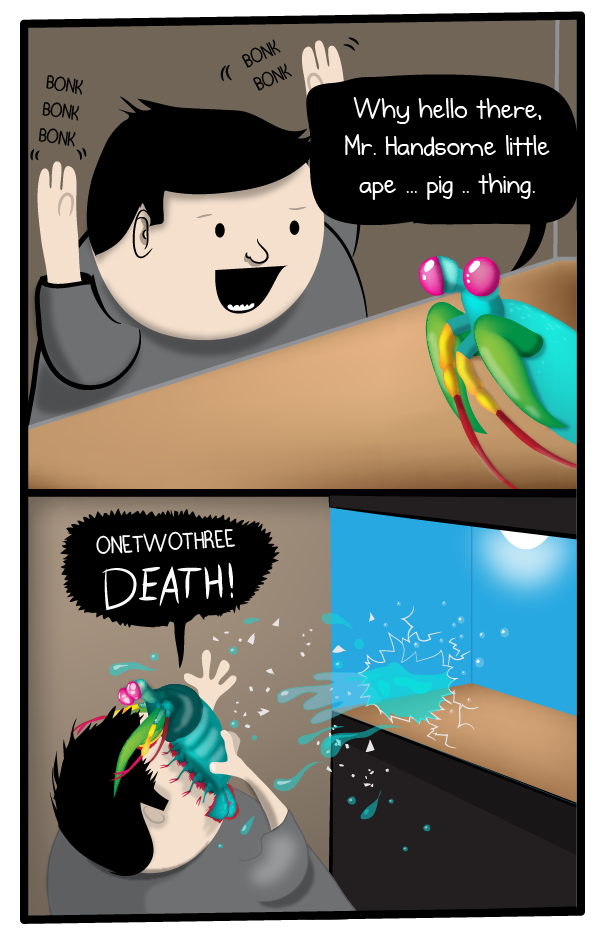 BONK
BONK
BONK
BONK
BONK
Why hello there,
Mr. Handsome little
ape ... pig .. thing.
ONETWOTHREE
DEATH!